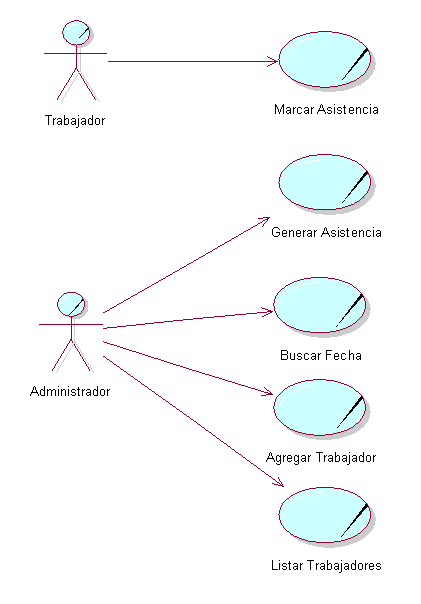 Trabajador
Marcar Asistencia
Generar Asistencia
Administrador
Buscar Fecha
Agregar Trabajador
Listar Trabajadores